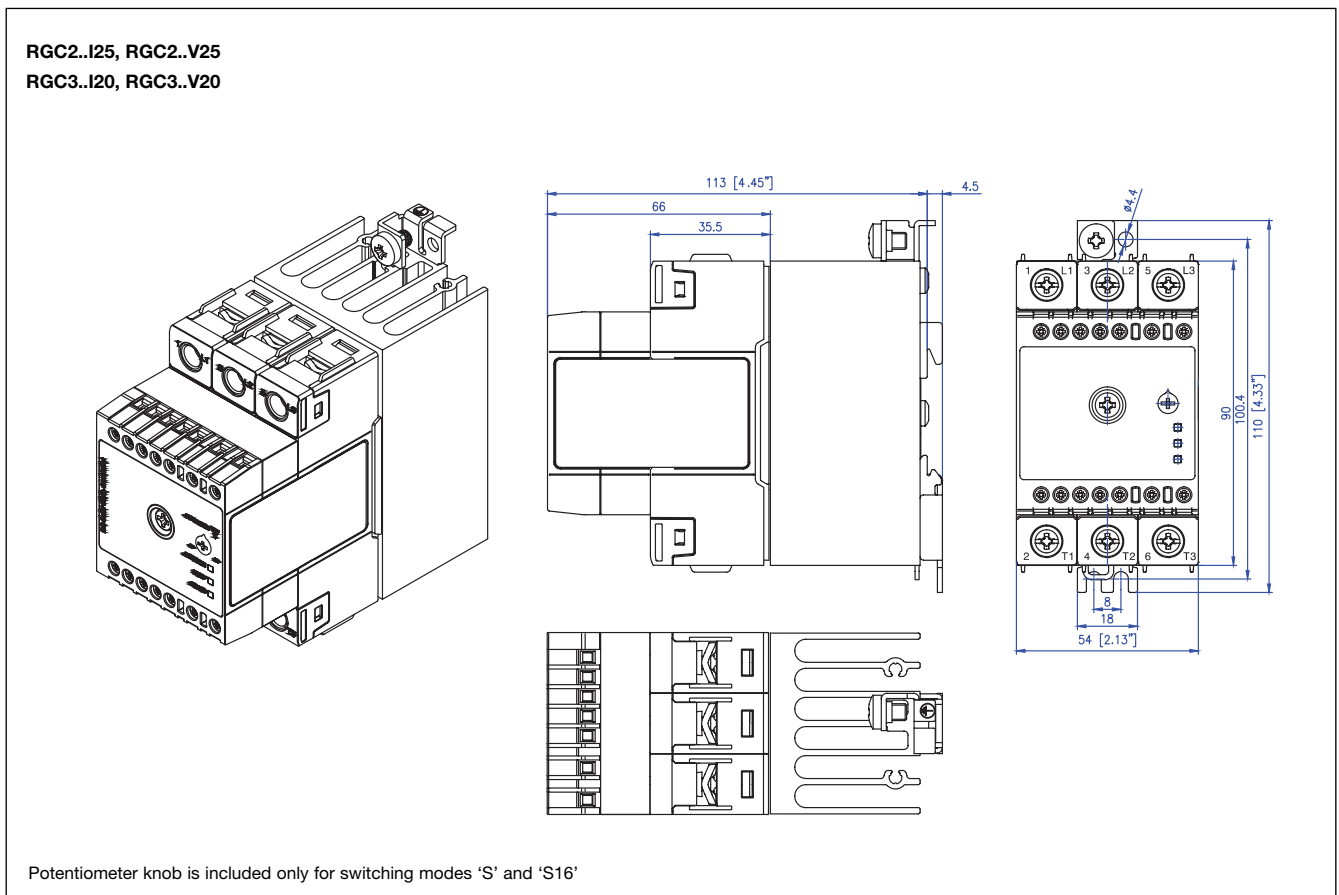 RGC2..I25, RGC2..V25
RGC3..I20, RGC3..V20
113 [4.45"]
4.5
66
35.5
ø4.4
1 L1 3 L2 5 L3
90
100.4
110 [4.33"]
2 T1 4 T2 6 T3
8
18
54 [2.13"]
Potentiometer knob is included only for switching modes ‘S’ and ‘S16’